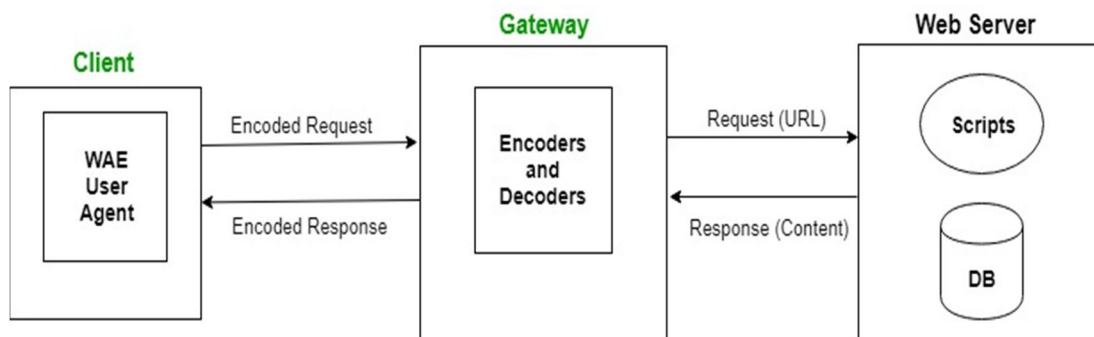 Client
WAE
User
Agent
Encoded Request
Encoded Response
Gateway
Encoders
and
Decoders
Request (URL)
Response (Content)
Web Server
Scripts
DB